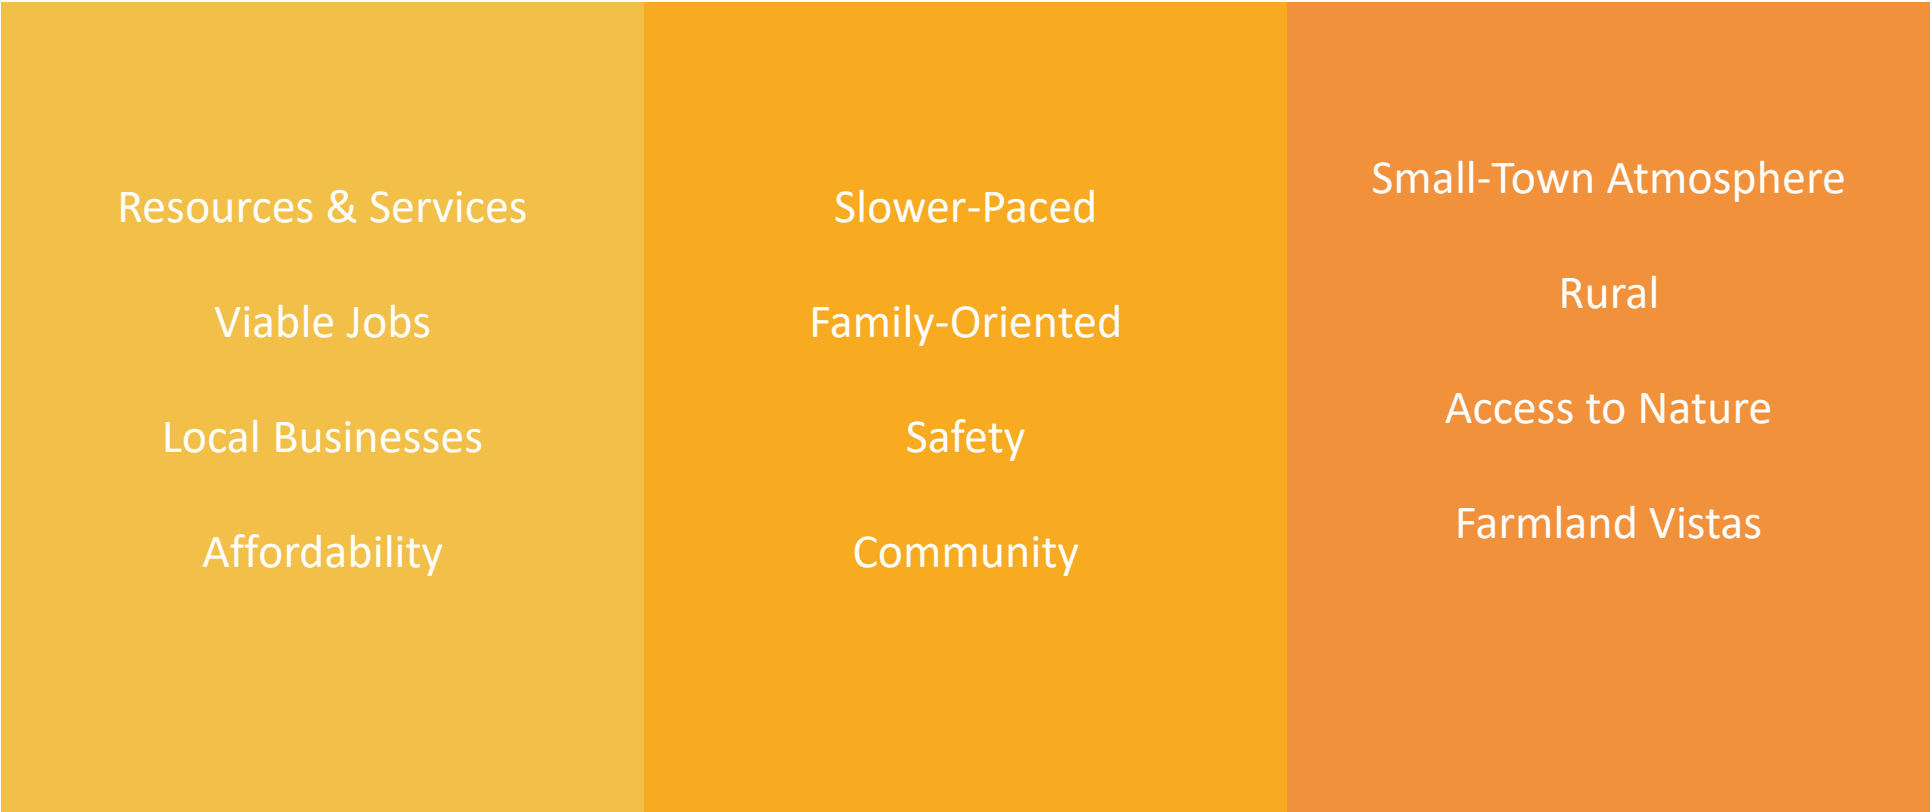 Resources & Services
Viable Jobs
Local Businesses
Affordability
Slower-Paced
Family-Oriented
Safety
Community
Small-Town Atmosphere
Rural
Access to Nature
Farmland Vistas